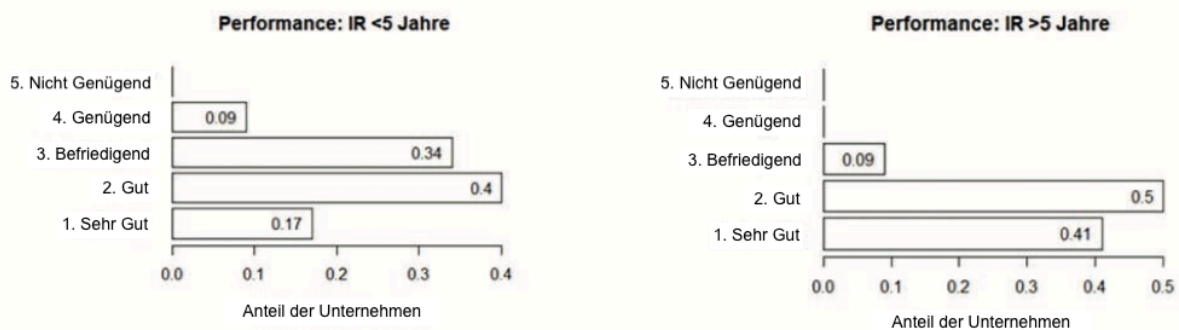 Performance: IR <5 Jahre
5. Nicht Genügend
4. Genügend
0.09
3. Befriedigend
0.34
2. Gut
0.4
1. Sehr Gut
0.17
0.0 0.1 0.2 0.3 0.4
Anteil der Unternehmen
Performance: IR >5 Jahre
5. Nicht Genügend
4. Genügend
3. Befriedigend
0.09
2. Gut
0.5
1. Sehr Gut
0.41
0.0 0.1 0.2 0.3 0.4 0.5
Anteil der Unternehmen